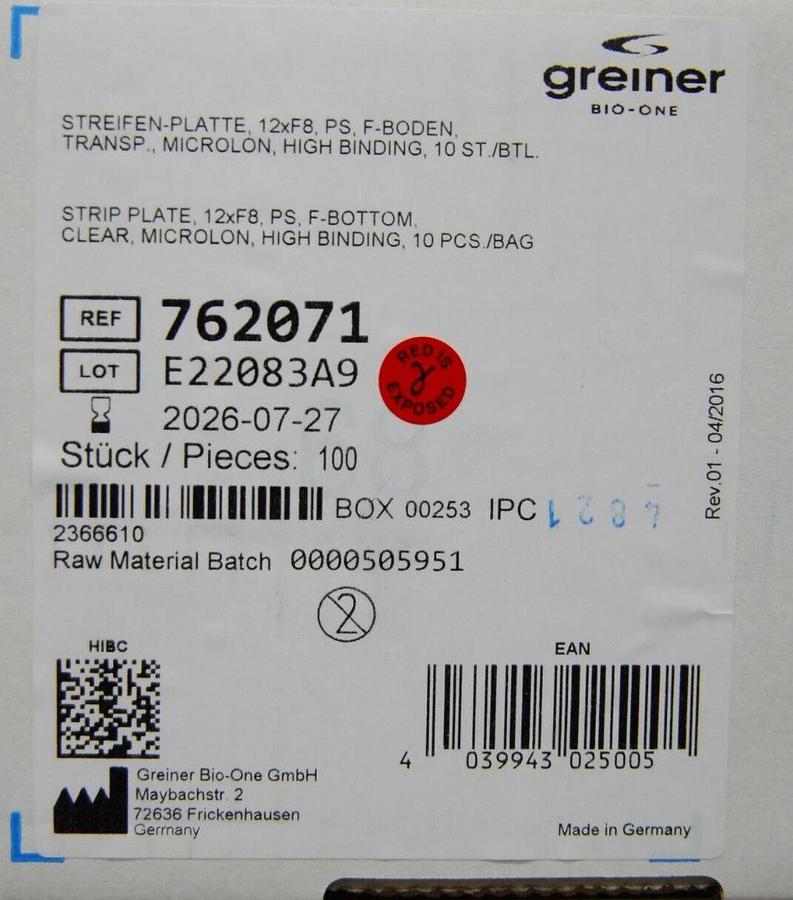 greiner
BIO-ONE
STREIFEN-PLATTE, 12xF8, PS, F-BODEN,
TRANSP., MICROLON, HIGH BINDING, 10 ST./BTL.
STRIP PLATE, 12xF8, PS, F-BOTTOM,
CLEAR, MICROLON, HIGH BINDING, 10 PCS./BAG
REF 762071
LOT E22083A9
RED IS γ EXPOSED
2026-07-27
Stück / Pieces: 100
BOX 00253 IPC
2366610
Raw Material Batch 0000505951
2
Rev.01 - 04/2016
HIBC
EAN
4 039943 025005
Greiner Bio-One GmbH
Maybachstr. 2
72636 Frickenhausen
Germany
Made in Germany